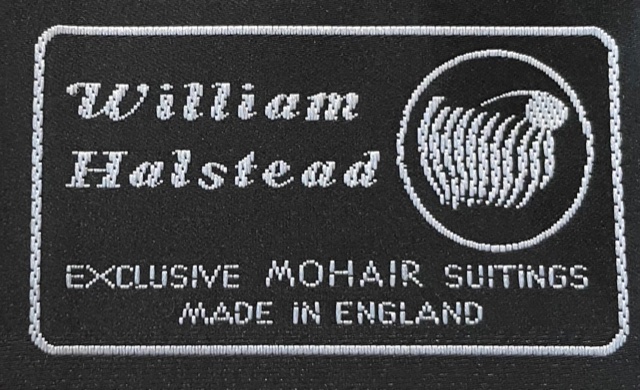 William
Halstead
EXCLUSIVE MOHAIR SUITINGS
MADE IN ENGLAND